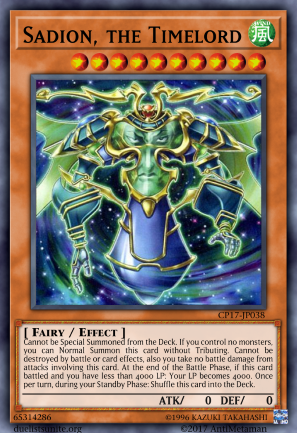 Sadion, the Timelord
WIND
風
CP17-JP038
[ Fairy / Effect ]
Cannot be Special Summoned from the Deck. If you control no monsters,
you can Normal Summon this card without Tributing. Cannot be
destroyed by battle or card effects, also you take no battle damage from
attacks involving this card. At the end of the Battle Phase, if this card
battled and you have less than 4000 LP: Your LP becomes 4000. Once
per turn, during your Standby Phase: Shuffle this card into the Deck.
ATK/ 0 DEF/ 0
65314286
©1996 KAZUKI TAKAHASHI
duelistsunite.org
©2017 AntiMetaman